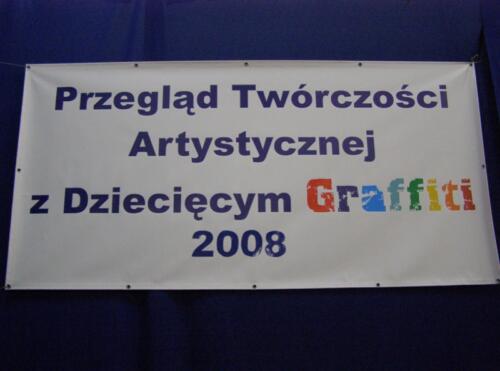 Przegląd Twórczości
Artystycznej
z Dziecięcym Graffiti
2008